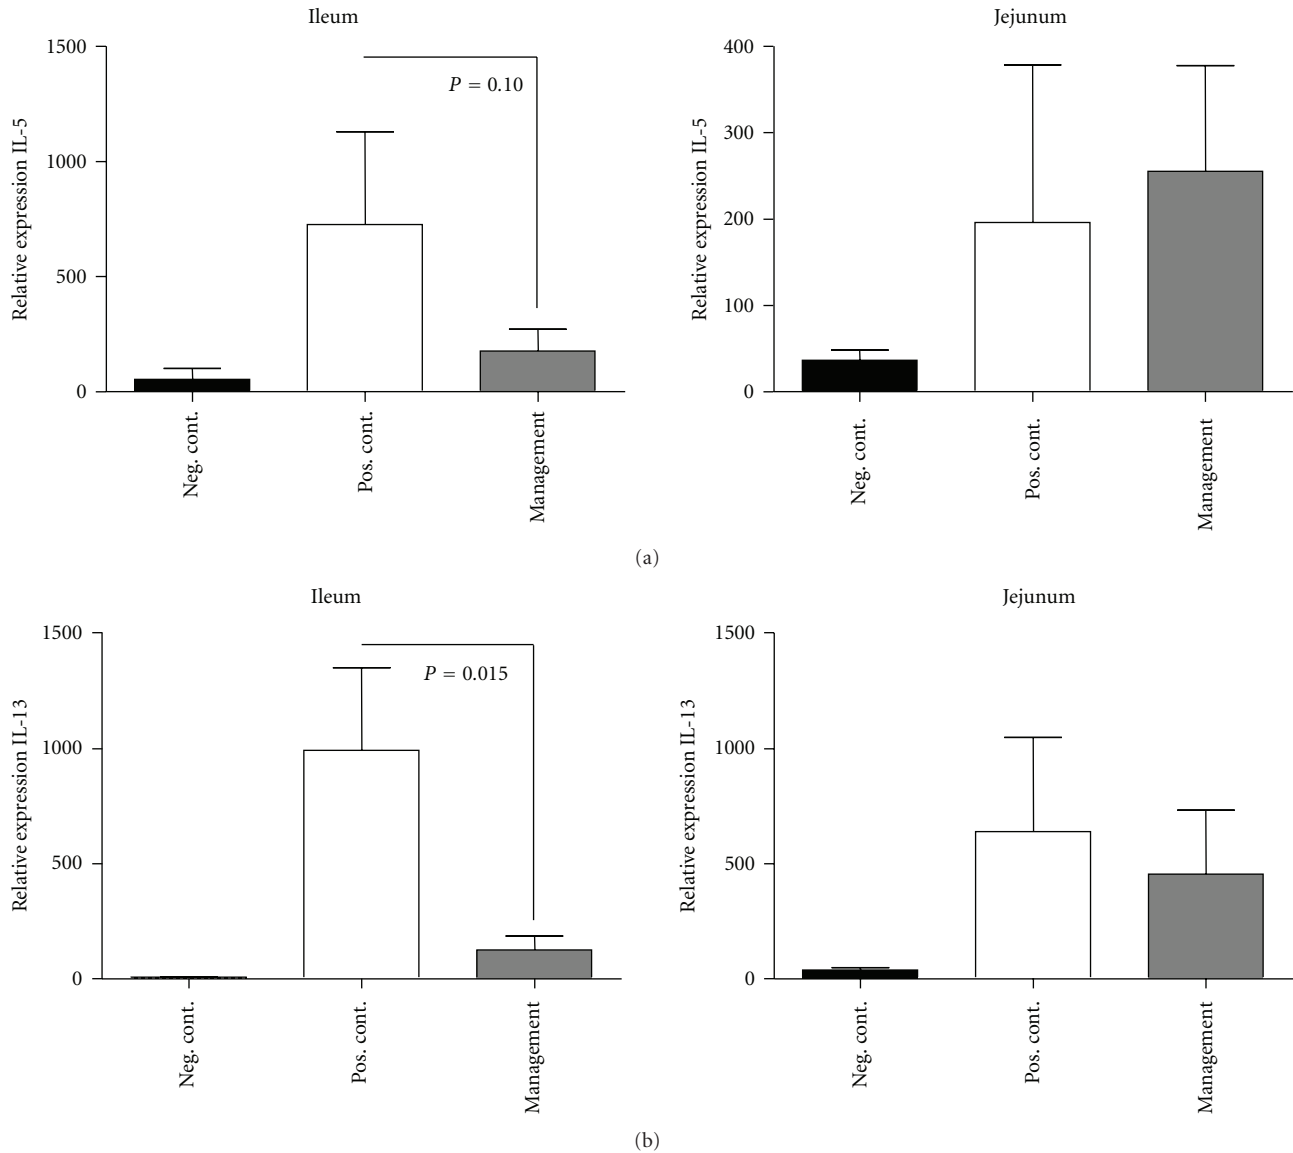 Ileum
Relative expression IL-5
1500
1000
500
0
P = 0.10
Neg. cont.
Pos. cont.
Management
Jejunum
Relative expression IL-5
400
300
200
100
0
Neg. cont.
Pos. cont.
Management
(a)
Ileum
Relative expression IL-13
1500
1000
500
0
P = 0.015
Neg. cont.
Pos. cont.
Management
Jejunum
Relative expression IL-13
1500
1000
500
0
Neg. cont.
Pos. cont.
Management
(b)